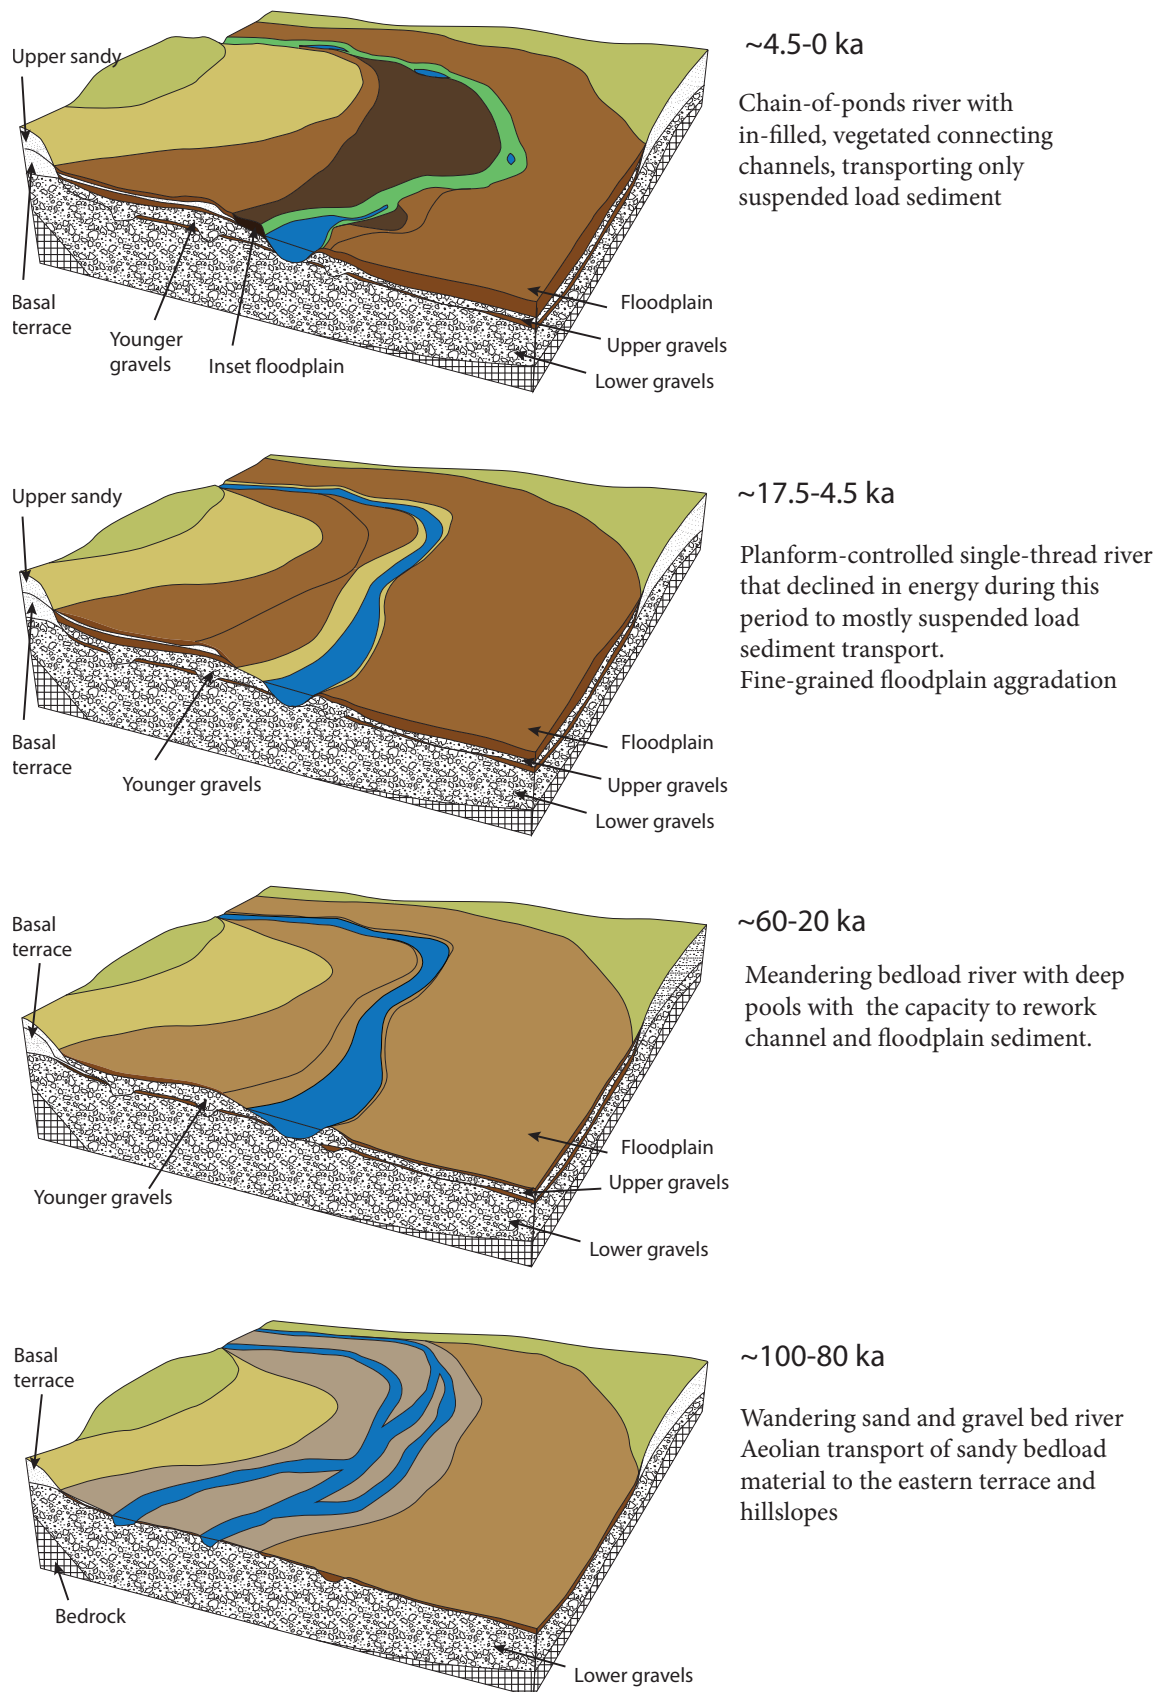 ~4.5-0 ka
Chain-of-ponds river with
in-filled, vegetated connecting
channels, transporting only
suspended load sediment
Upper sandy
Basal
terrace
Younger
gravels
Inset floodplain
Floodplain
Upper gravels
Lower gravels
~17.5-4.5 ka
Planform-controlled single-thread river
that declined in energy during this
period to mostly suspended load
sediment transport.
Fine-grained floodplain aggradation
Upper sandy
Basal
terrace
Younger gravels
Floodplain
Upper gravels
Lower gravels
~60-20 ka
Meandering bedload river with deep
pools with the capacity to rework
channel and floodplain sediment.
Basal
terrace
Younger gravels
Floodplain
Upper gravels
Lower gravels
~100-80 ka
Wandering sand and gravel bed river
Aeolian transport of sandy bedload
material to the eastern terrace and
hillslopes
Basal
terrace
Bedrock
Lower gravels